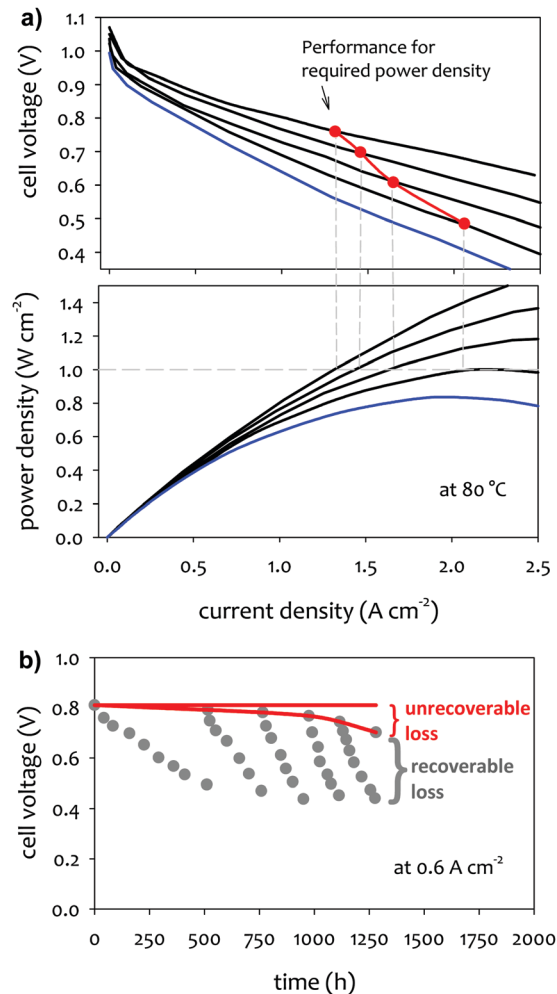 a)
1.1
1.0
0.9
0.8
0.7
0.6
0.5
0.4
cell voltage (V)
Performance for
required power density
1.4
1.2
1.0
0.8
0.6
0.4
0.2
0.0
power density (W cm-2)
at 80 °C
0.0 0.5 1.0 1.5 2.0 2.5
current density (A cm-2)
b)
1.0
0.8
0.6
0.4
0.2
0.0
cell voltage (V)
unrecoverable
loss
recoverable
loss
at 0.6 A cm-2
0 250 500 750 1000 1250 1500 1750 2000
time (h)